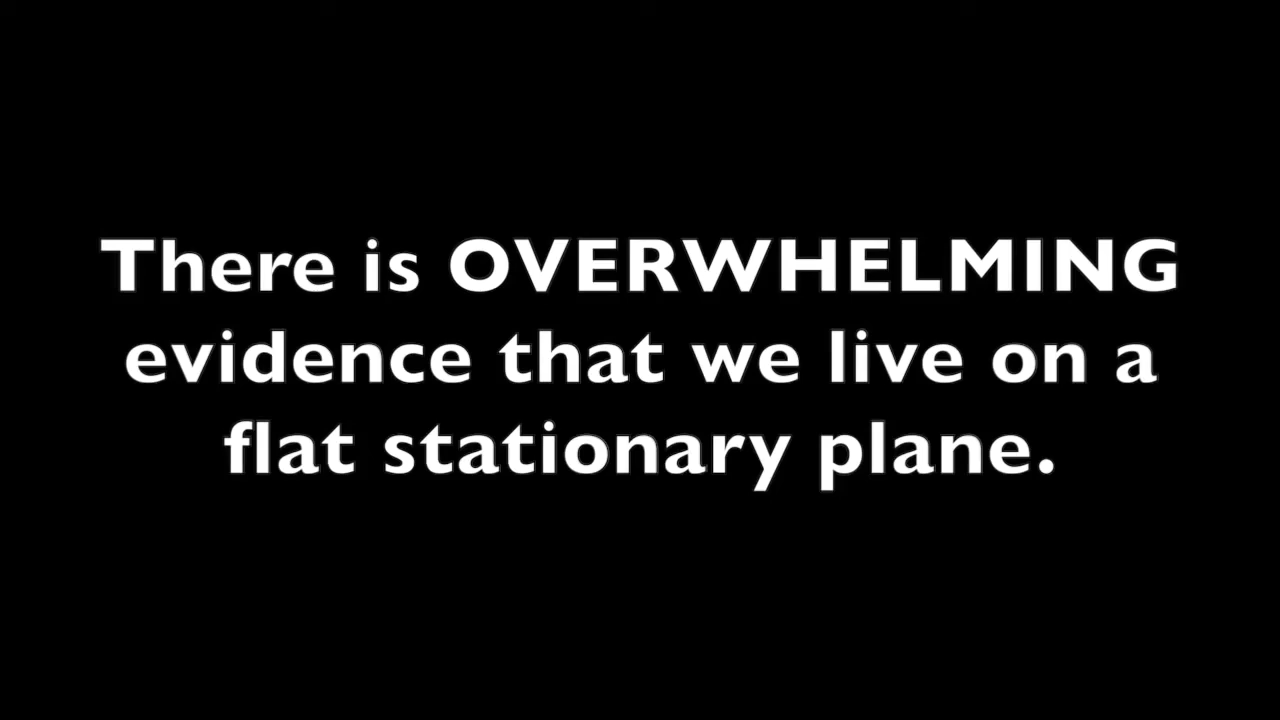 There is OVERWHELMING
evidence that we live on a
flat stationary plane.